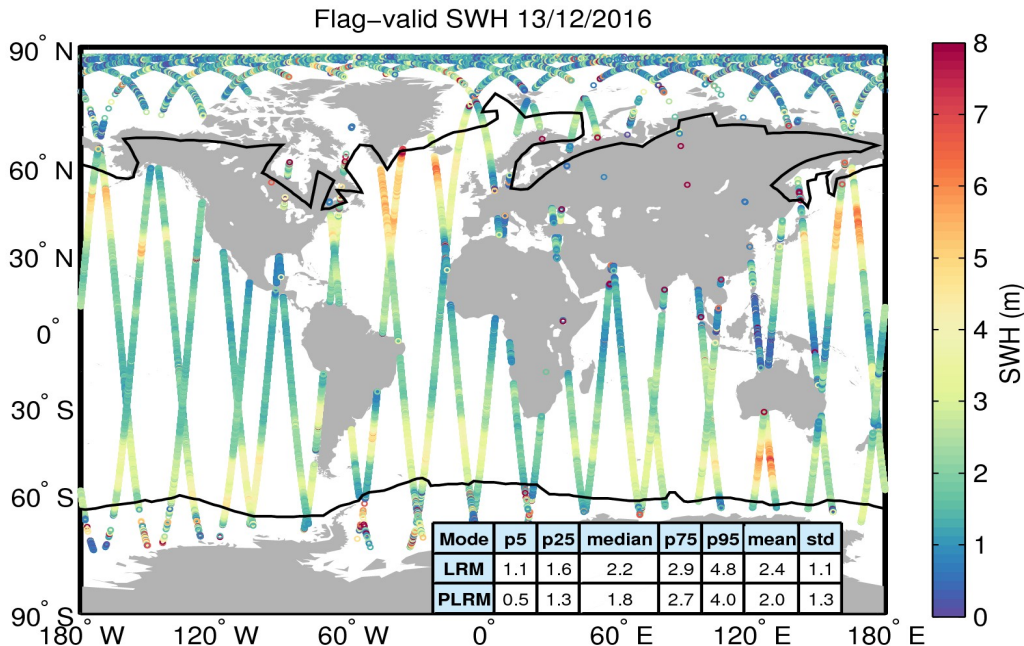 Flag−valid SWH 13/12/2016
90° N
60° N
30° N
0°
30° S
60° S
90° S
180° W
120° W
60° W
0°
60° E
120° E
180° E
Mode p5 p25 median p75 p95 mean std
LRM 1.1 1.6 2.2 2.9 4.8 2.4 1.1
PLRM 0.5 1.3 1.8 2.7 4.0 2.0 1.3
8
7
6
5
4
3
2
1
0
SWH (m)